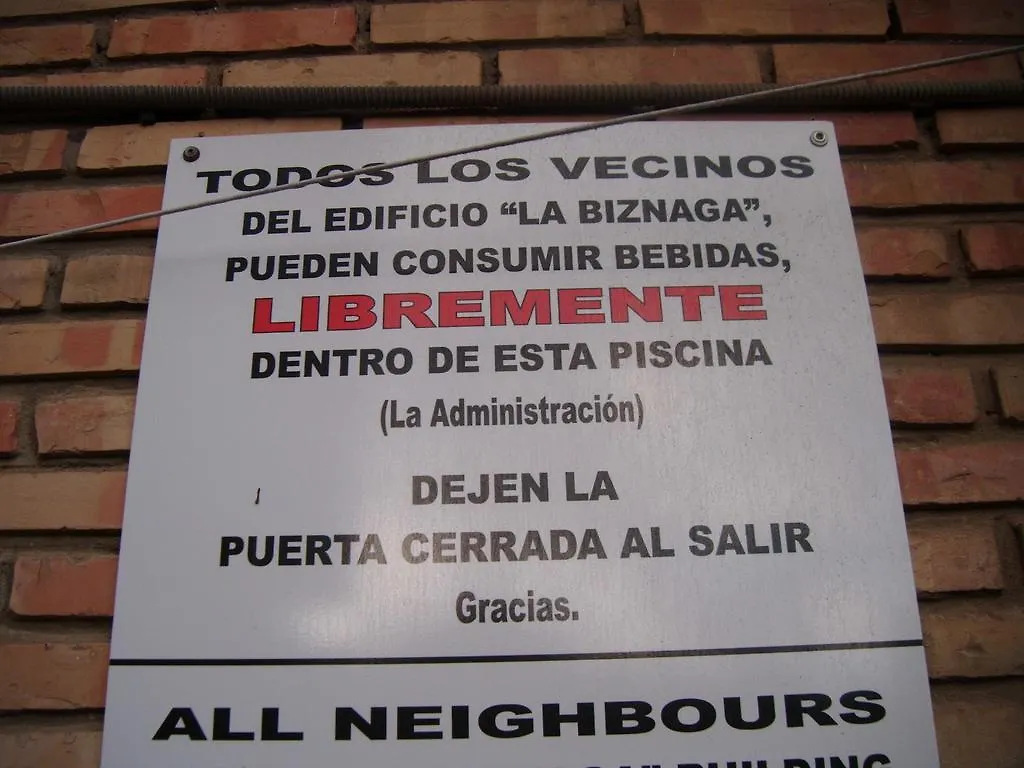 TODOS LOS VECINOS
DEL EDIFICIO “LA BIZNAGA”,
PUEDEN CONSUMIR BEBIDAS,
LIBREMENTE
DENTRO DE ESTA PISCINA
(La Administración)
DEJEN LA
PUERTA CERRADA AL SALIR
Gracias.
ALL NEIGHBOURS
BUILDING